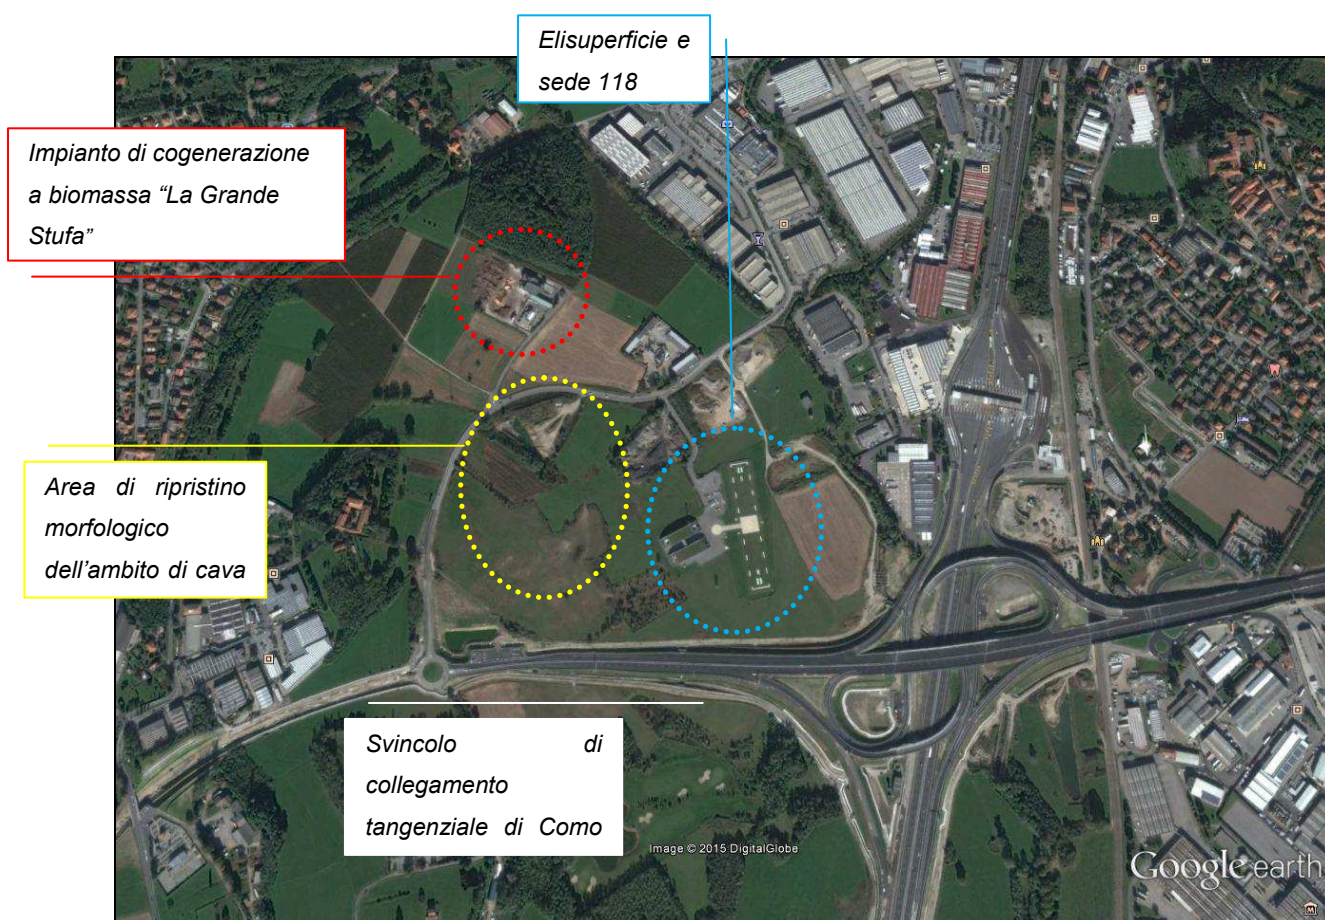 Elisuperficie e
sede 118
Impianto di cogenerazione
a biomassa “La Grande
Stufa”
Area di ripristino
morfologico
dell’ambito di cava
Svincolo di
collegamento
tangenziale di Como
Image © 2015 DigitalGlobe
Google earth